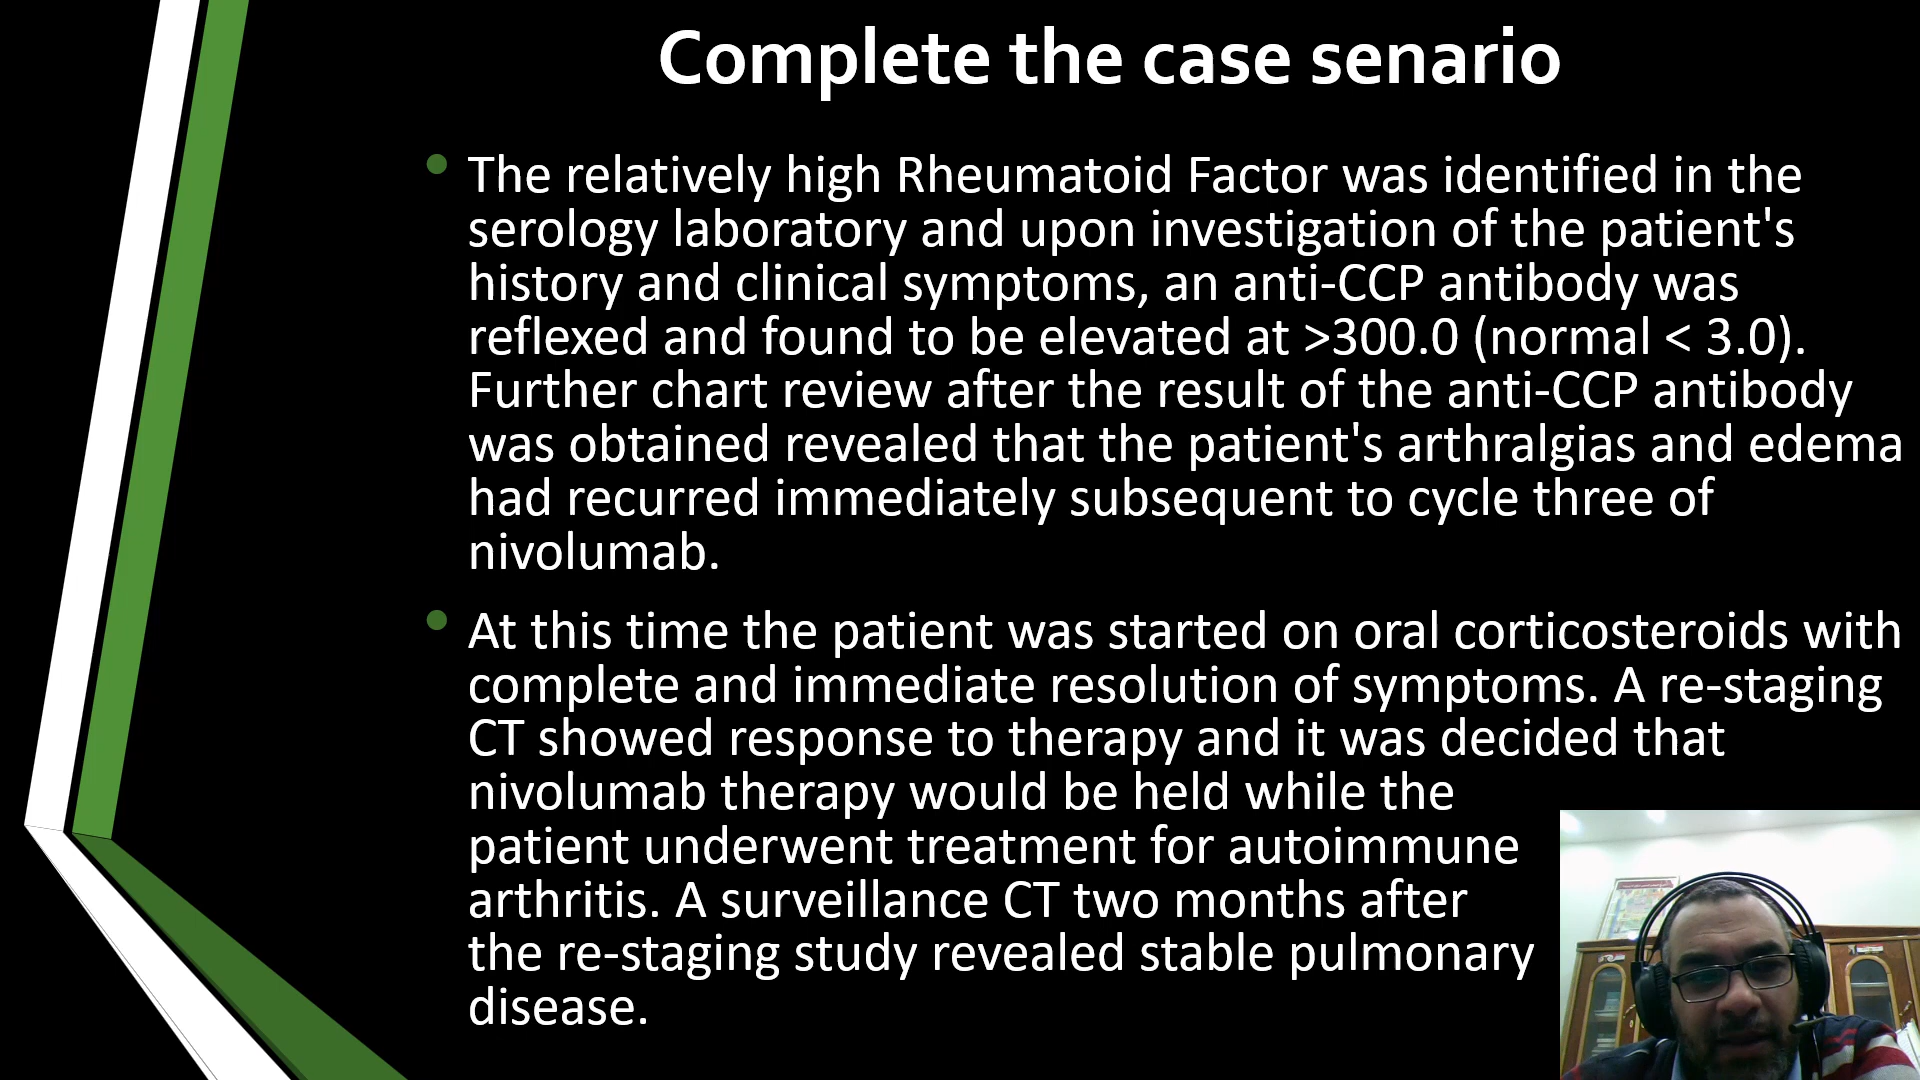 Complete the case senario
The relatively high Rheumatoid Factor was identified in the
serology laboratory and upon investigation of the patient's
history and clinical symptoms, an anti-CCP antibody was
reflexed and found to be elevated at >300.0 (normal < 3.0).
Further chart review after the result of the anti-CCP antibody
was obtained revealed that the patient's arthralgias and edema
had recurred immediately subsequent to cycle three of
nivolumab.
At this time the patient was started on oral corticosteroids with
complete and immediate resolution of symptoms. A re-staging
CT showed response to therapy and it was decided that
nivolumab therapy would be held while the
patient underwent treatment for autoimmune
arthritis. A surveillance CT two months after
the re-staging study revealed stable pulmonary
disease.